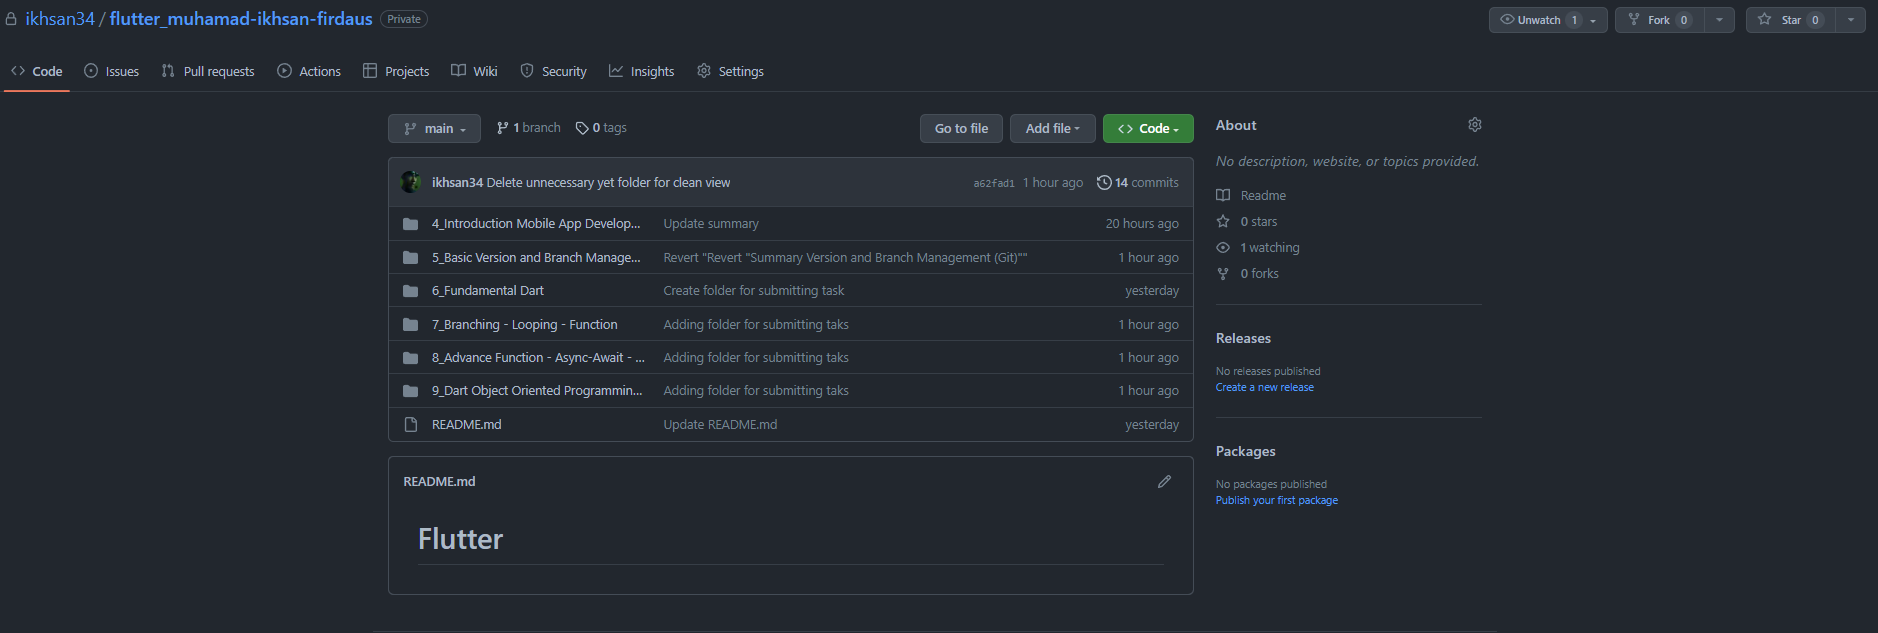 ikhsan34 / flutter_muhamad-ikhsan-firdaus Private
Unwatch 1 Fork 0 Star 0
Code Issues Pull requests Actions Projects Wiki Security Insights Settings
main 1 branch 0 tags Go to file Add file Code
ikhsan34 Delete unnecessary yet folder for clean view a62fad1 1 hour ago 14 commits
4_Introduction Mobile App Develop... Update summary 20 hours ago
5_Basic Version and Branch Manage... Revert "Revert "Summary Version and Branch Management (Git)"" 1 hour ago
6_Fundamental Dart Create folder for submitting task yesterday
7_Branching - Looping - Function Adding folder for submitting taks 1 hour ago
8_Advance Function - Async-Await - ... Adding folder for submitting taks 1 hour ago
9_Dart Object Oriented Programmin... Adding folder for submitting taks 1 hour ago
README.md Update README.md yesterday
README.md
Flutter
About
No description, website, or topics provided.
Readme
0 stars
1 watching
0 forks
Releases
No releases published
Create a new release
Packages
No packages published
Publish your first package